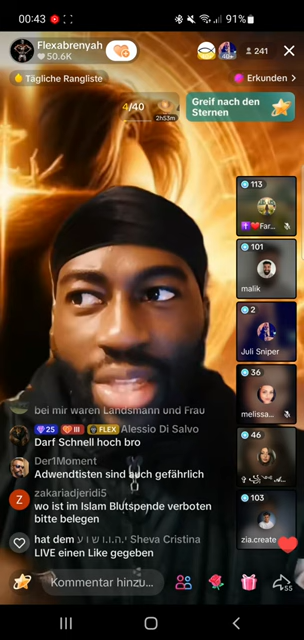 00:43
91%
Flexabrenyah
50.6K
241
Tägliche Rangliste
Erkunden >
4/40
2h53m
Greif nach den
Sternen
113
Far...
101
malik
2
Juli Sniper
36
melissa...
46
103
zia.create
bei mir waren Landsmann und Frau
25 III FLEX Alessio Di Salvo
Darf Schnell hoch bro
Der1Moment
Adwendtisten sind auch gefährlich
zakariadjeridi5
wo ist im Islam Blutspende verboten
bitte belegen
hat dem י.ה.ו.ש.ו.ע Sheva Cristina
LIVE einen Like gegeben
Kommentar hinzu...
55